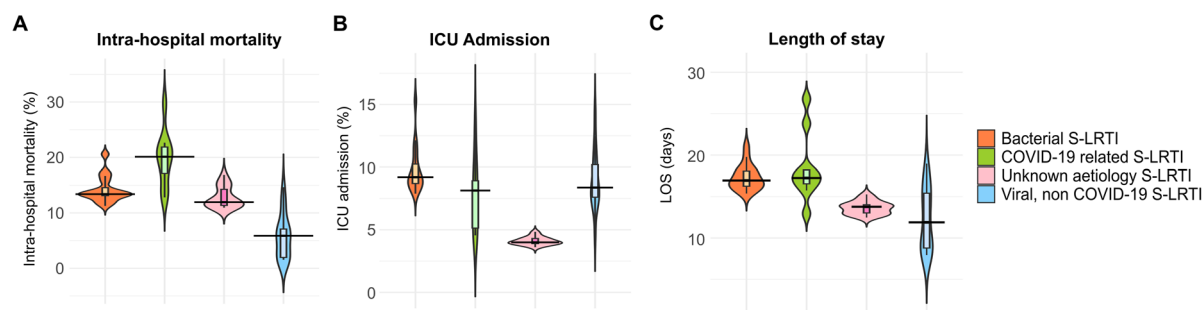 A
Intra-hospital mortality
Intra-hospital mortality (%)
30
20
10
0
B
ICU Admission
ICU admission (%)
15
10
5
0
C
Length of stay
LOS (days)
30
20
10
Bacterial S-LRTI
COVID-19 related S-LRTI
Unknown aetiology S-LRTI
Viral, non COVID-19 S-LRTI